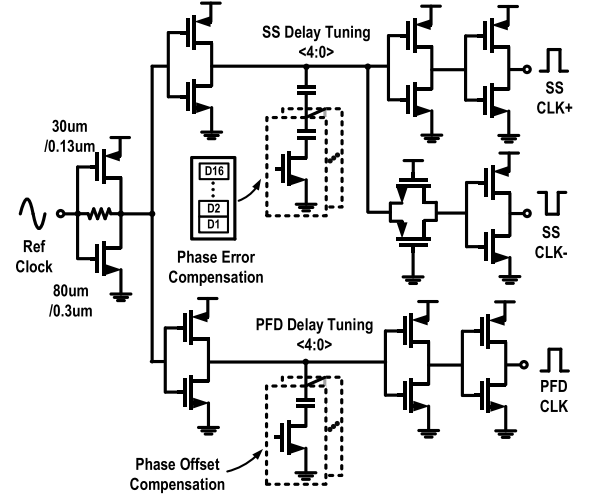 SS Delay Tuning
<4:0>
SS
CLK+
30um
/0.13um
D16
D2
D1
Ref
Clock
SS
CLK-
Phase Error
Compensation
80um
/0.3um
PFD Delay Tuning
<4:0>
PFD
CLK
Phase Offset
Compensation